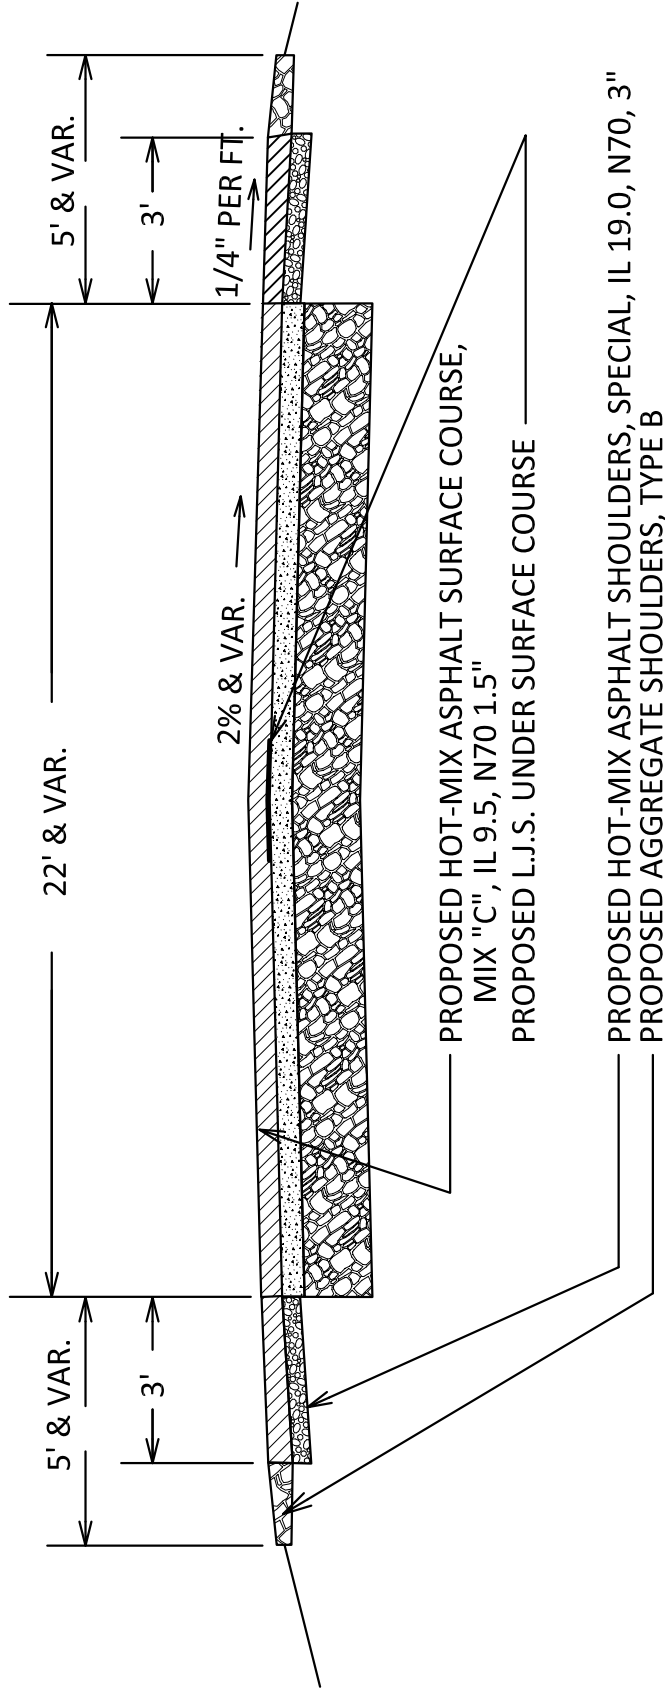 22' & VAR.
5' & VAR.
5' & VAR.
3'
3'
2% & VAR.
1/4" PER FT.
PROPOSED HOT-MIX ASPHALT SURFACE COURSE,
MIX "C", IL 9.5, N70 1.5"
PROPOSED L.J.S. UNDER SURFACE COURSE
PROPOSED HOT-MIX ASPHALT SHOULDERS, SPECIAL, IL 19.0, N70, 3"
PROPOSED AGGREGATE SHOULDERS, TYPE B